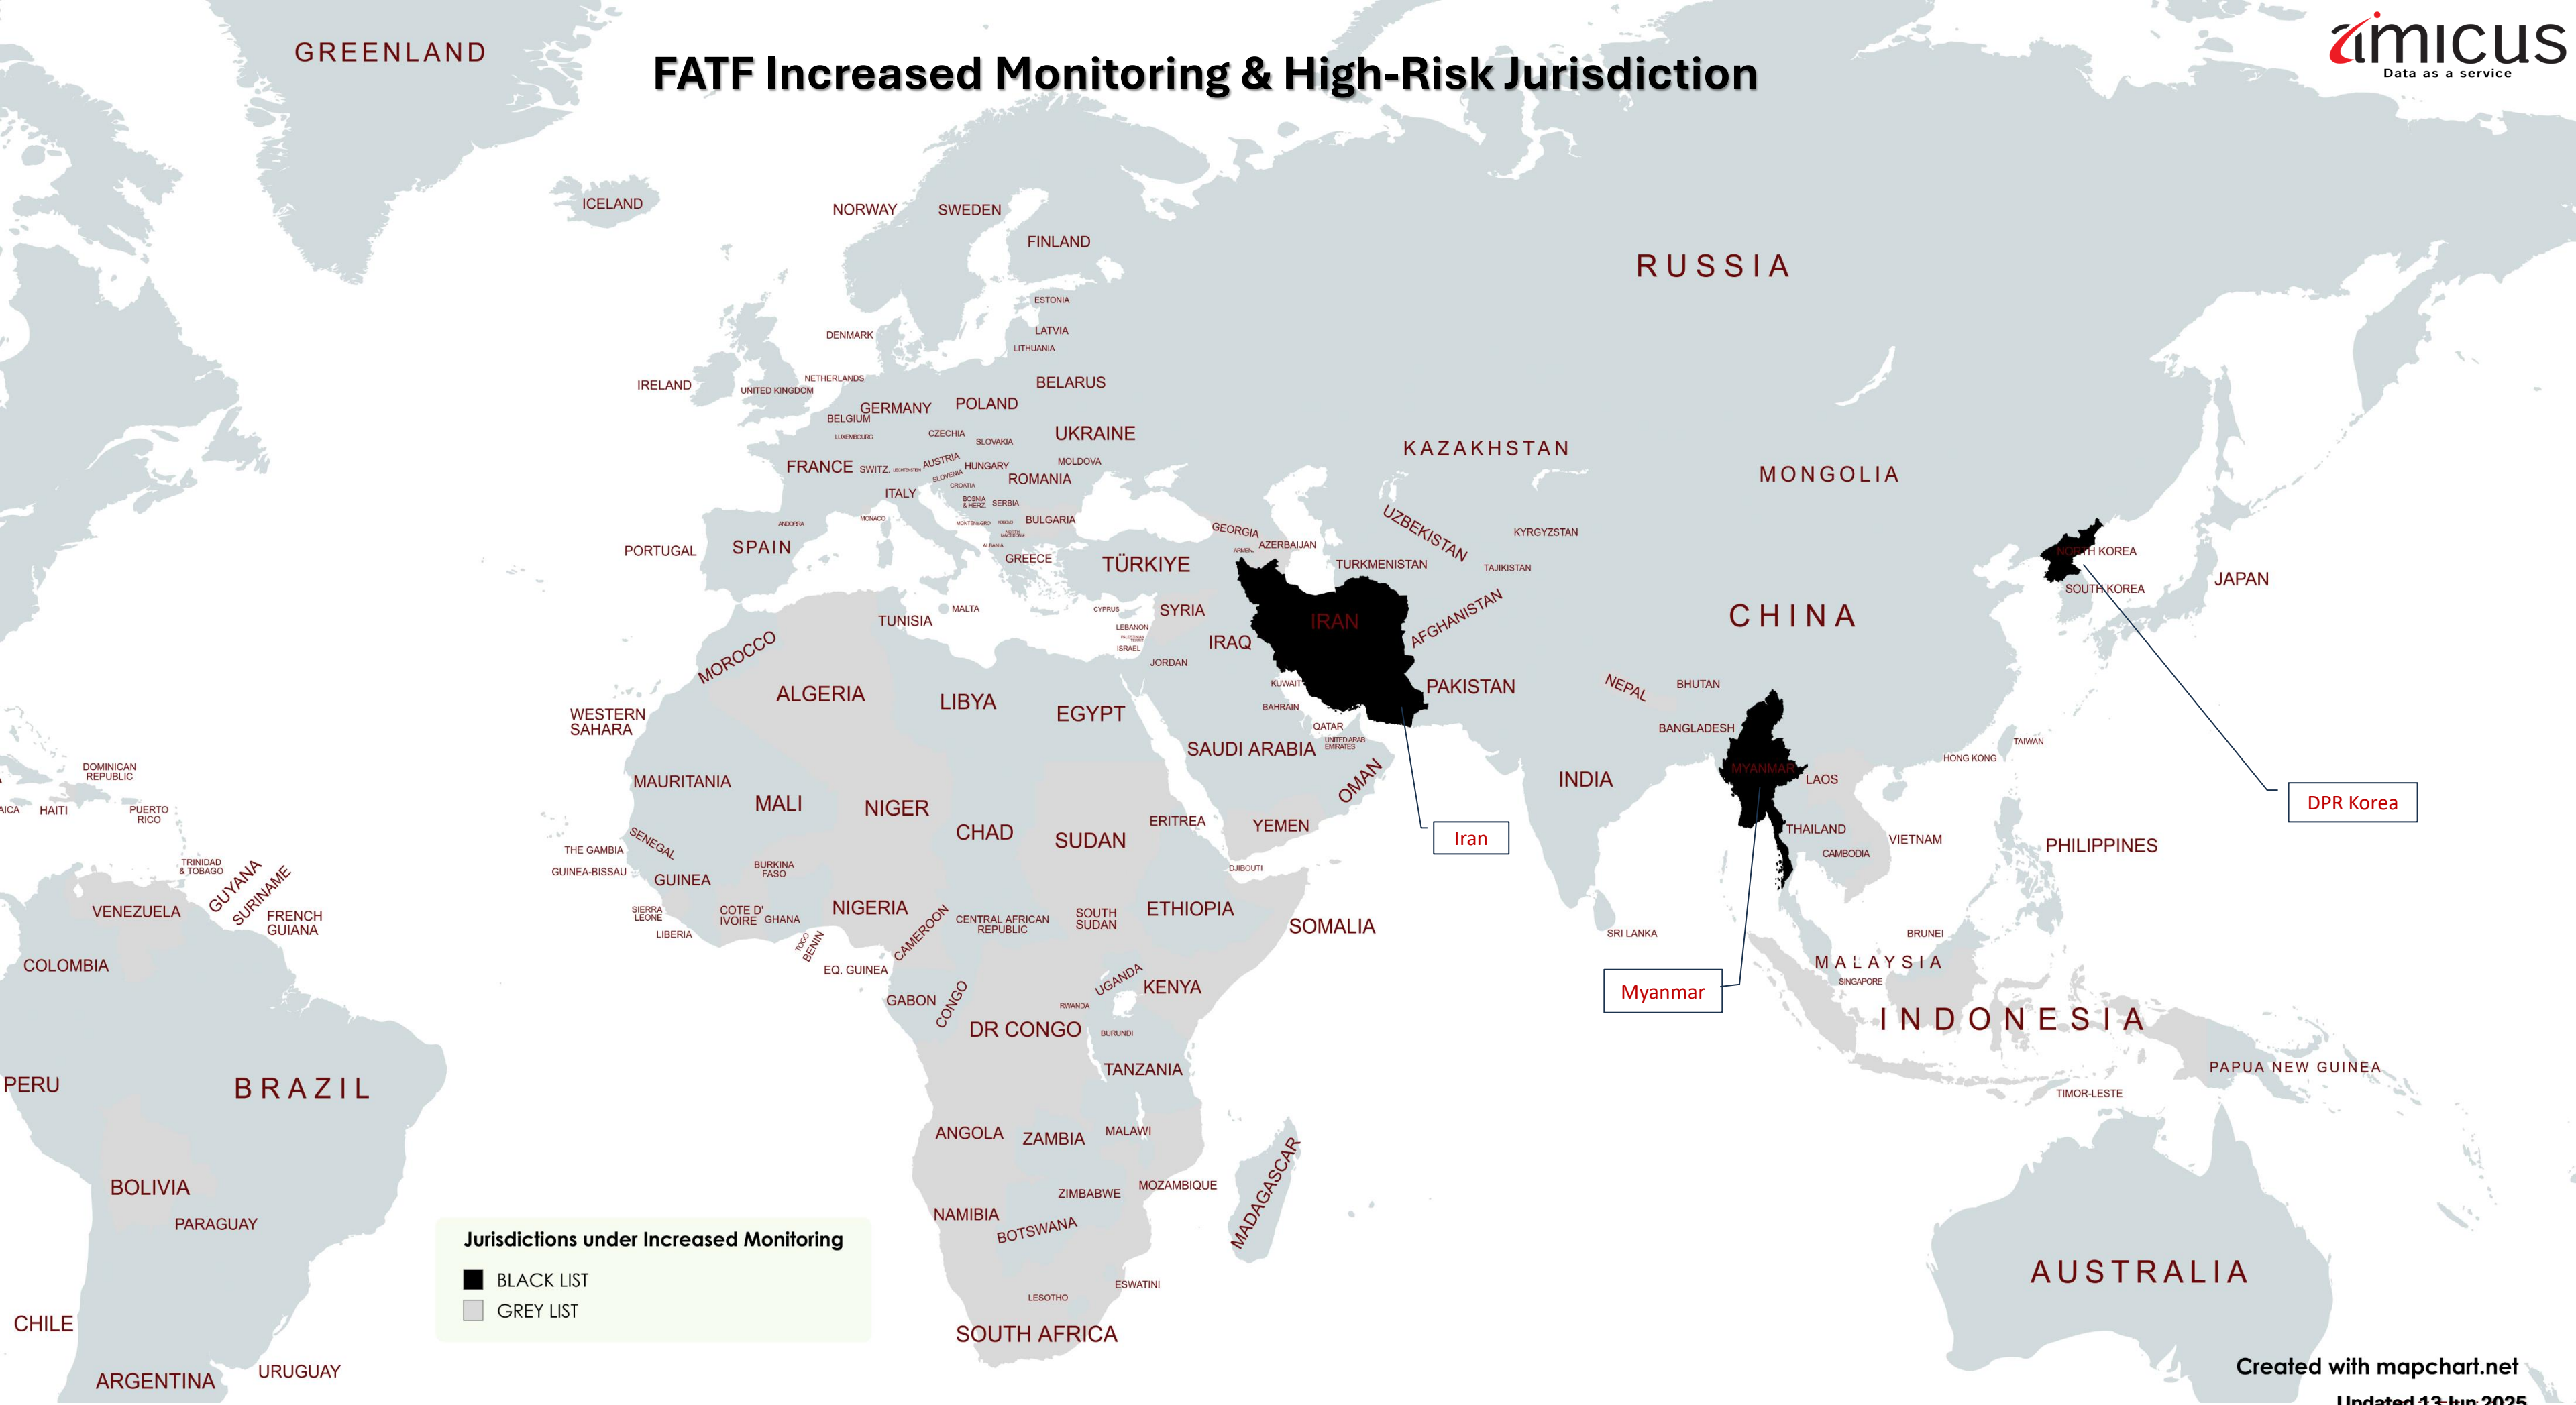 FATF Increased Monitoring & High-Risk Jurisdiction
amicus
Data as a service
GREENLAND
ICELAND
NORWAY
SWEDEN
FINLAND
RUSSIA
ESTONIA
LATVIA
LITHUANIA
DENMARK
IRELAND
UNITED KINGDOM
NETHERLANDS
BELARUS
GERMANY
POLAND
BELGIUM
LUXEMBOURG
CZECHIA
SLOVAKIA
UKRAINE
FRANCE
SWITZ.
LIECHTENSTEIN
AUSTRIA
HUNGARY
MOLDOVA
SLOVENIA
CROATIA
ROMANIA
ITALY
BOSNIA
& HERZ.
SERBIA
MONACO
MONTENEGRO
KOSOVO
BULGARIA
ANDORRA
NORTH
MACEDONIA
ALBANIA
GREECE
PORTUGAL
SPAIN
TÜRKIYE
GEORGIA
AZERBAIJAN
KAZAKHSTAN
MONGOLIA
UZBEKISTAN
KYRGYZSTAN
TURKMENISTAN
TAJIKISTAN
NORTH KOREA
SOUTH KOREA
JAPAN
CHINA
MALTA
TUNISIA
CYPRUS
SYRIA
LEBANON
ISRAEL
IRAQ
IRAN
AFGHANISTAN
JORDAN
MOROCCO
ALGERIA
LIBYA
EGYPT
KUWAIT
PAKISTAN
NEPAL
BHUTAN
WESTERN
SAHARA
BAHRAIN
QATAR
UNITED ARAB
EMIRATES
SAUDI ARABIA
OMAN
BANGLADESH
INDIA
MYANMAR
LAOS
HONG KONG
TAIWAN
DOMINICAN
REPUBLIC
HAITI
PUERTO
RICO
MAURITANIA
MALI
NIGER
CHAD
SUDAN
ERITREA
YEMEN
Iran
DPR Korea
THAILAND
VIETNAM
CAMBODIA
PHILIPPINES
THE GAMBIA
SENEGAL
GUINEA-BISSAU
GUINEA
BURKINA
FASO
DJIBOUTI
TRINIDAD
& TOBAGO
GUYANA
SURINAME
FRENCH
GUIANA
VENEZUELA
COLOMBIA
SIERRA
LEONE
LIBERIA
COTE D'
IVOIRE
GHANA
TOGO
BENIN
NIGERIA
CAMEROON
CENTRAL AFRICAN
REPUBLIC
SOUTH
SUDAN
ETHIOPIA
SOMALIA
SRI LANKA
BRUNEI
MALAYSIA
SINGAPORE
EQ. GUINEA
GABON
CONGO
UGANDA
KENYA
RWANDA
DR CONGO
BURUNDI
TANZANIA
Myanmar
INDONESIA
PAPUA NEW GUINEA
TIMOR-LESTE
PERU
BRAZIL
BOLIVIA
PARAGUAY
ANGOLA
ZAMBIA
MALAWI
MOZAMBIQUE
ZIMBABWE
NAMIBIA
BOTSWANA
MADAGASCAR
ESWATINI
LESOTHO
SOUTH AFRICA
AUSTRALIA
CHILE
ARGENTINA
URUGUAY
Jurisdictions under Increased Monitoring
BLACK LIST
GREY LIST
Created with mapchart.net
Updated 13 Jun 2025